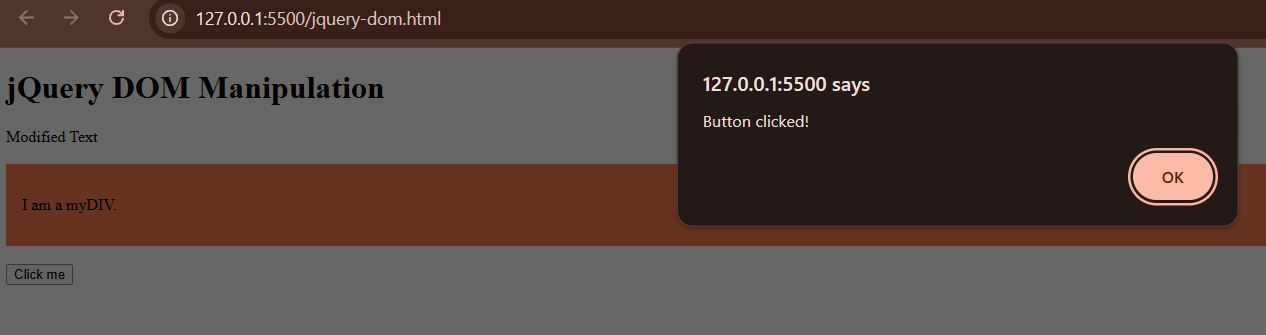 127.0.0.1:5500/jquery-dom.html
jQuery DOM Manipulation
Modified Text
I am a myDIV.
Click me
127.0.0.1:5500 says
Button clicked!
OK